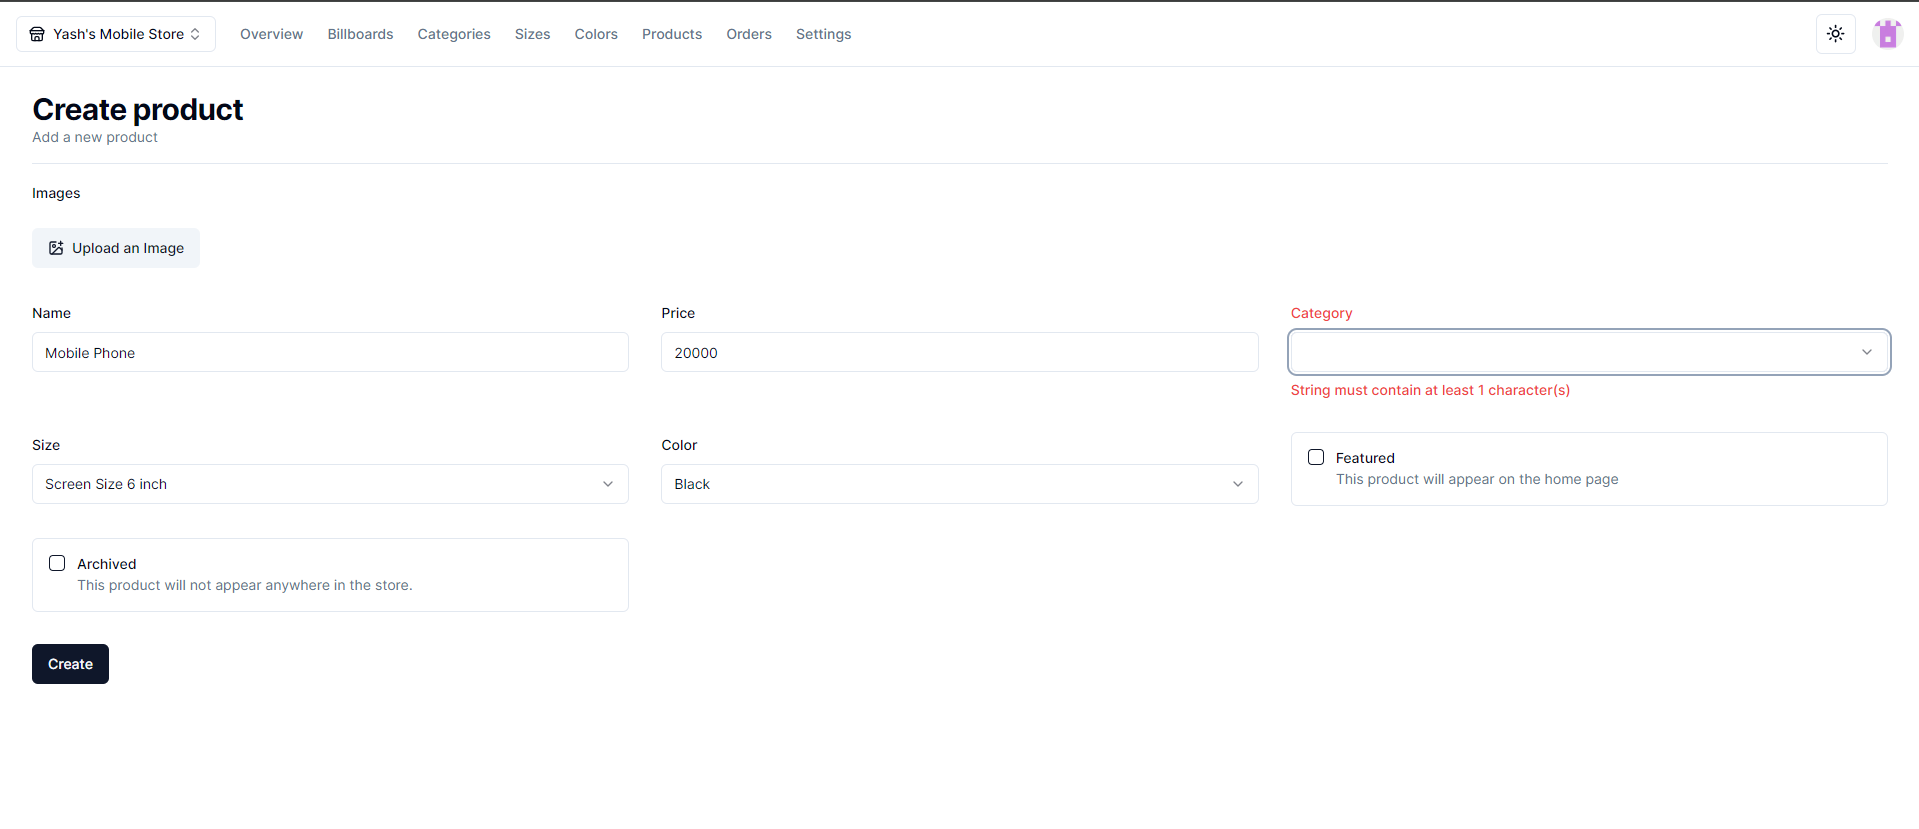 Yash's Mobile Store Overview Billboards Categories Sizes Colors Products Orders Settings
Create product
Add a new product
Images
Upload an Image
Name Price Category
Mobile Phone 20000
String must contain at least 1 character(s)
Size Color
Screen Size 6 inch Black
Featured
This product will appear on the home page
Archived
This product will not appear anywhere in the store.
Create